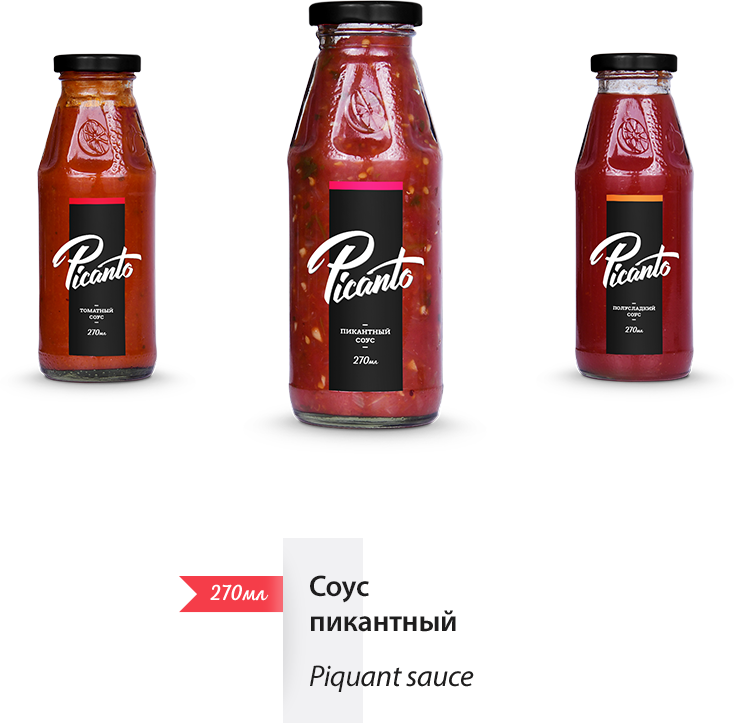 Picanto
ТОМАТНЫЙ
СОУС
270мл
Picanto
ПИКАНТНЫЙ
СОУС
270мл
Picanto
ПОЛУСЛАДКИЙ
СОУС
270мл
270мл
Соус
пикантный
Piquant sauce